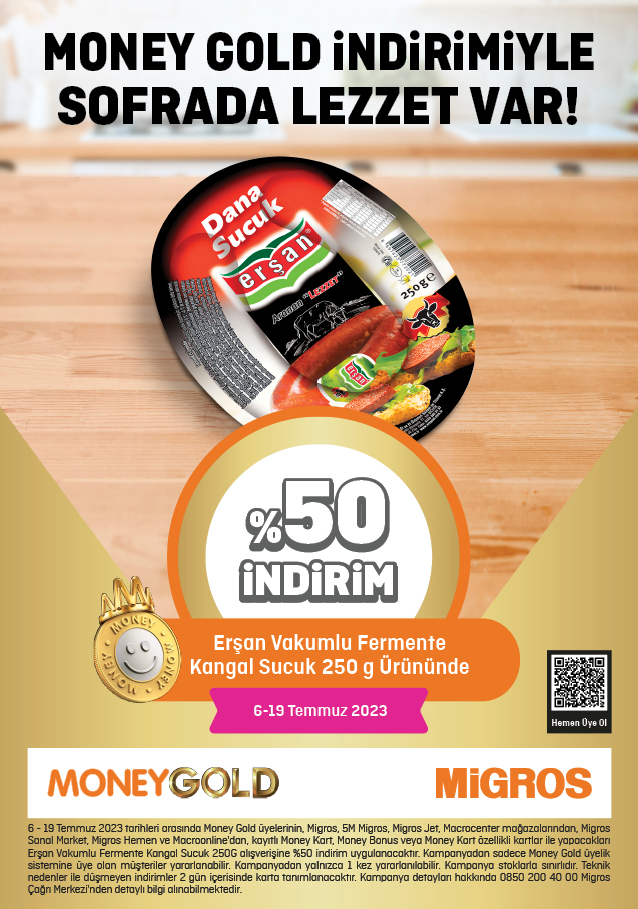 MONEY GOLD İNDİRİMİYLE
SOFRADA LEZZET VAR!
Dana
Sucuk
erşan
Aranan "LEZZET"
250 g e
%50
İNDİRİM
MONEY MONEY MONEY
Erşan Vakumlu Fermente
Kangal Sucuk 250 g Ürününde
6-19 Temmuz 2023
Hemen Üye Ol
MONEYGOLD
MiGROS
6 - 19 Temmuz 2023 tarihleri arasında Money Gold üyelerinin, Migros, 5M Migros, Migros Jet, Macrocenter mağazalarından, Migros
Sanal Market, Migros Hemen ve Macroonline'dan, kayıtlı Money Kart, Money Bonus veya Money Kart özellikli kartlar ile yapacakları
Erşan Vakumlu Fermente Kangal Sucuk 250G alışverişine %50 indirim uygulanacaktır. Kampanyadan sadece Money Gold üyelik
sistemine üye olan müşteriler yararlanabilir. Kampanyadan yalnızca 1 kez yararlanılabilir. Kampanya stoklarla sınırlıdır. Teknik
nedenler ile düşmeyen indirimler 2 gün içerisinde karta tanımlanacaktır. Kampanya detayları hakkında 0850 200 40 00 Migros
Çağrı Merkezi'nden detaylı bilgi alınabilmektedir.